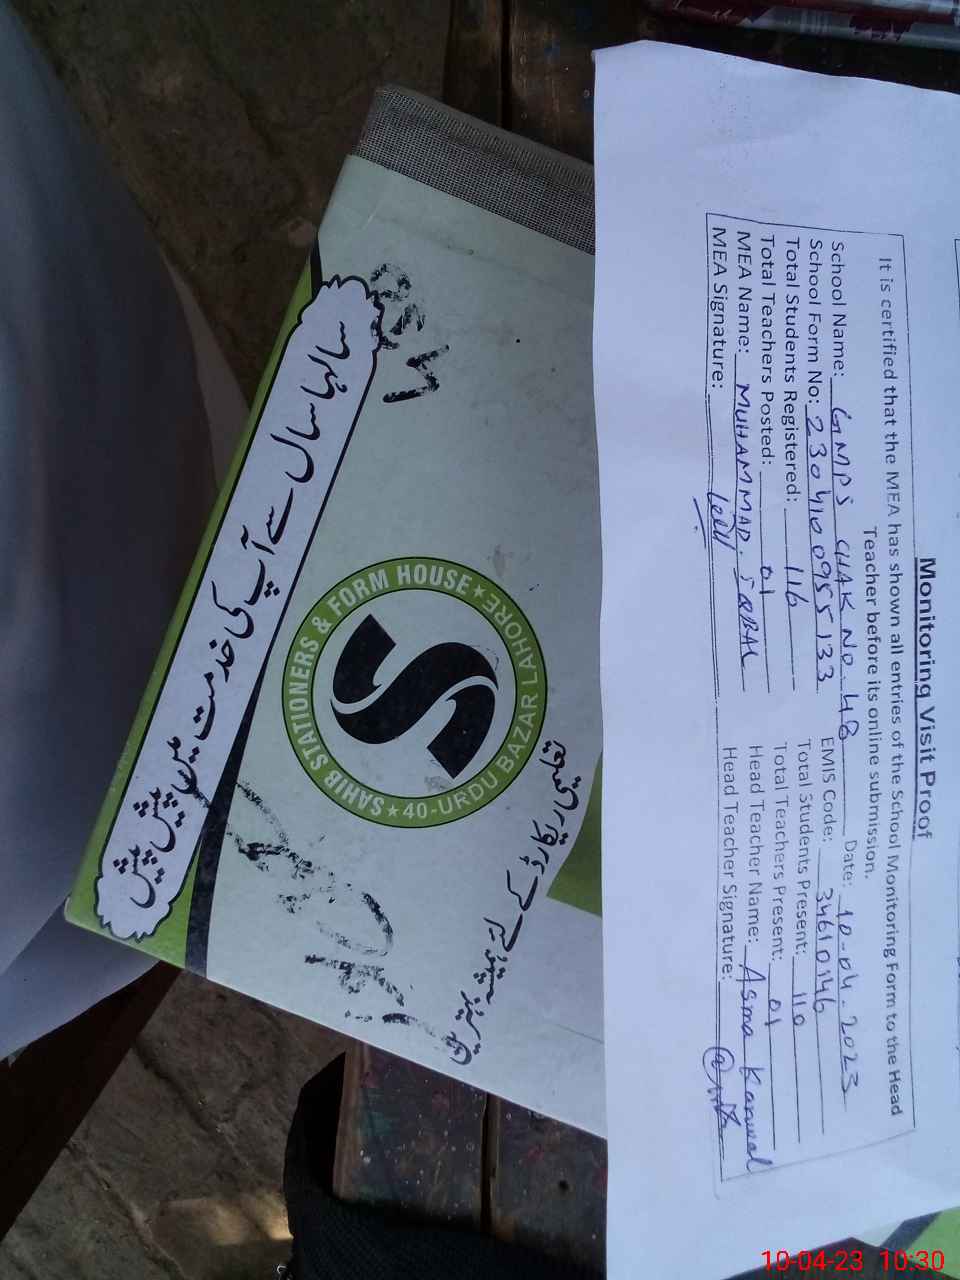 Monitoring Visit Proof
It is certified that the MEA has shown all entries of the School Monitoring Form to the Head
Teacher before its online submission.
School Name: GMPS CHAK NO. 48 Date: 10-04-2023
School Form No: 2304100955133 EMIS Code: 34610146
Total Students Registered: 116 Total Students Present: 110
Total Teachers Posted: 01 Total Teachers Present: 01
MEA Name: MUHAMMAD. IQBAL Head Teacher Name: Asma Kanwal
MEA Signature: Head Teacher Signature:
سالہا سال سے آپ کی خدمت میں پیش پیش
SAHIB STATIONERS & FORM HOUSE
★ 40-URDU BAZAR LAHORE ★
S
تعلیمی ریکارڈ کے لئے ہمیشہ بہترین
10-04-23 10:30